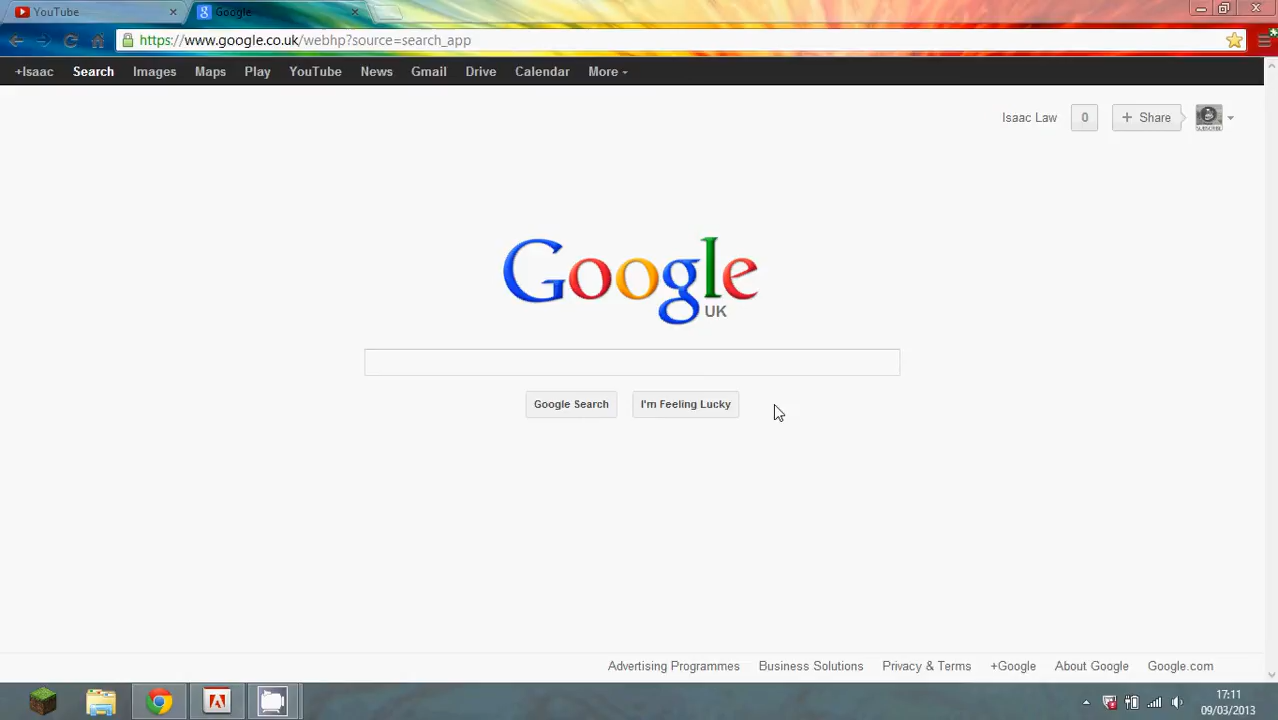 YouTube
Google
https://www.google.co.uk/webhp?source=search_app
+Isaac Search Images Maps Play YouTube News Gmail Drive Calendar More
Isaac Law 0 + Share
SUBSCRIBE
Google
UK
Google Search I'm Feeling Lucky
Advertising Programmes Business Solutions Privacy & Terms +Google About Google Google.com
17:11
09/03/2013